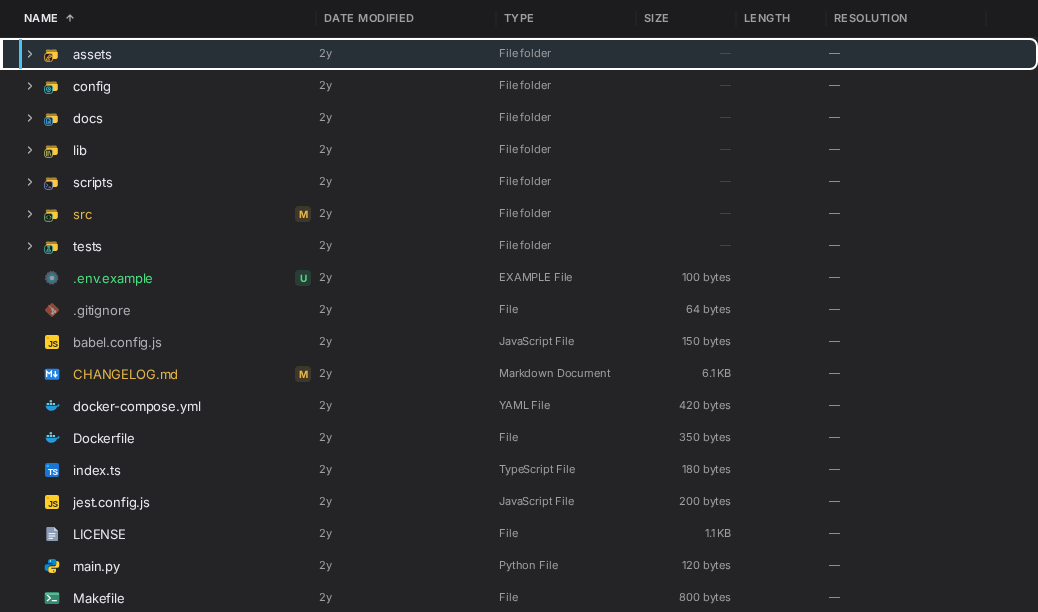 NAME DATE MODIFIED TYPE SIZE LENGTH RESOLUTION
assets 2y File folder — —
config 2y File folder — —
docs 2y File folder — —
lib 2y File folder — —
scripts 2y File folder — —
src M 2y File folder — —
tests 2y File folder — —
.env.example U 2y EXAMPLE File 100 bytes —
.gitignore 2y File 64 bytes —
JS babel.config.js 2y JavaScript File 150 bytes —
M CHANGELOG.md M 2y Markdown Document 6.1 KB —
docker-compose.yml 2y YAML File 420 bytes —
Dockerfile 2y File 350 bytes —
TS index.ts 2y TypeScript File 180 bytes —
JS jest.config.js 2y JavaScript File 200 bytes —
LICENSE 2y File 1.1 KB —
main.py 2y Python File 120 bytes —
Makefile 2y File 800 bytes —